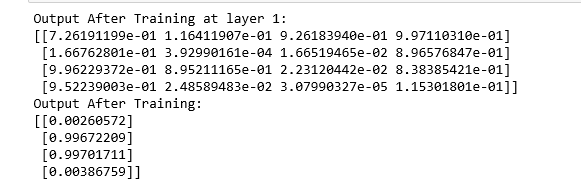 Output After Training at layer 1:
[[7.26191199e-01 1.16411907e-01 9.26183940e-01 9.97110310e-01]
[1.66762801e-01 3.92990161e-04 1.66519465e-02 8.96576847e-01]
[9.96229372e-01 8.95211165e-01 2.23120442e-02 8.38385421e-01]
[9.52239003e-01 2.48589483e-02 3.07990327e-05 1.15301801e-01]]
Output After Training:
[[0.00260572]
[0.99672209]
[0.99701711]
[0.00386759]]